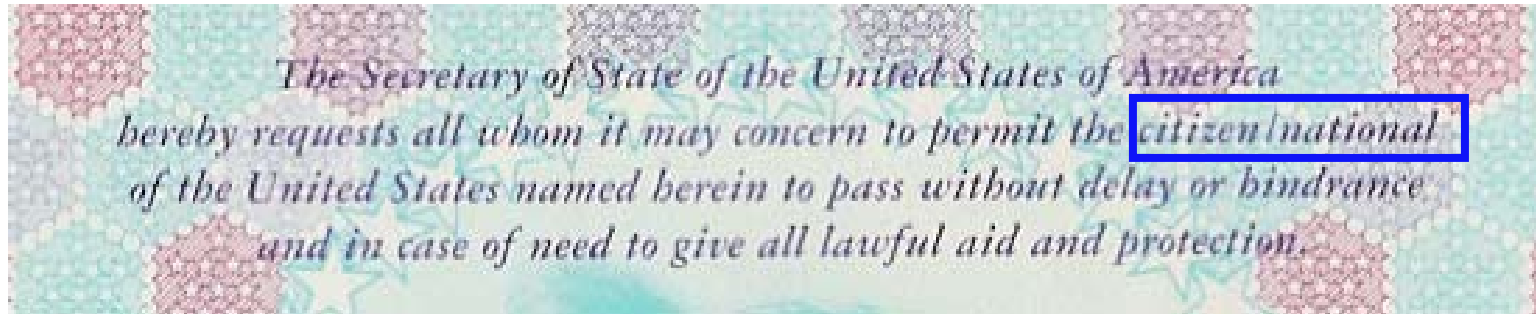 The Secretary of State of the United States of America
hereby requests all whom it may concern to permit the citizen/national
of the United States named herein to pass without delay or hindrance
and in case of need to give all lawful aid and protection.